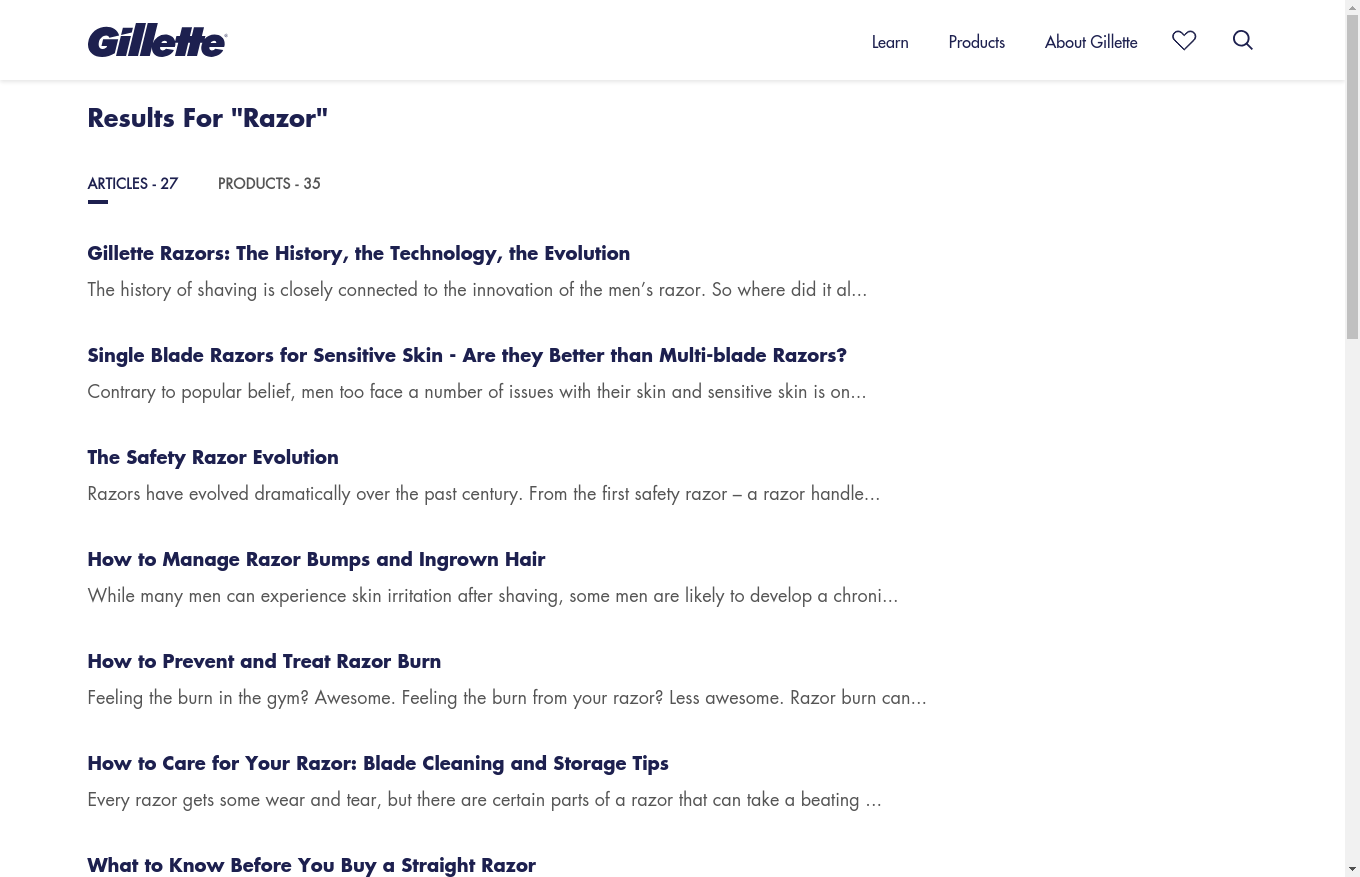 Gillette®
Learn
Products
About Gillette
Results For "Razor"
ARTICLES - 27
PRODUCTS - 35
Gillette Razors: The History, the Technology, the Evolution
The history of shaving is closely connected to the innovation of the men’s razor. So where did it al...
Single Blade Razors for Sensitive Skin - Are they Better than Multi-blade Razors?
Contrary to popular belief, men too face a number of issues with their skin and sensitive skin is on...
The Safety Razor Evolution
Razors have evolved dramatically over the past century. From the first safety razor – a razor handle...
How to Manage Razor Bumps and Ingrown Hair
While many men can experience skin irritation after shaving, some men are likely to develop a chroni...
How to Prevent and Treat Razor Burn
Feeling the burn in the gym? Awesome. Feeling the burn from your razor? Less awesome. Razor burn can...
How to Care for Your Razor: Blade Cleaning and Storage Tips
Every razor gets some wear and tear, but there are certain parts of a razor that can take a beating ...
What to Know Before You Buy a Straight Razor